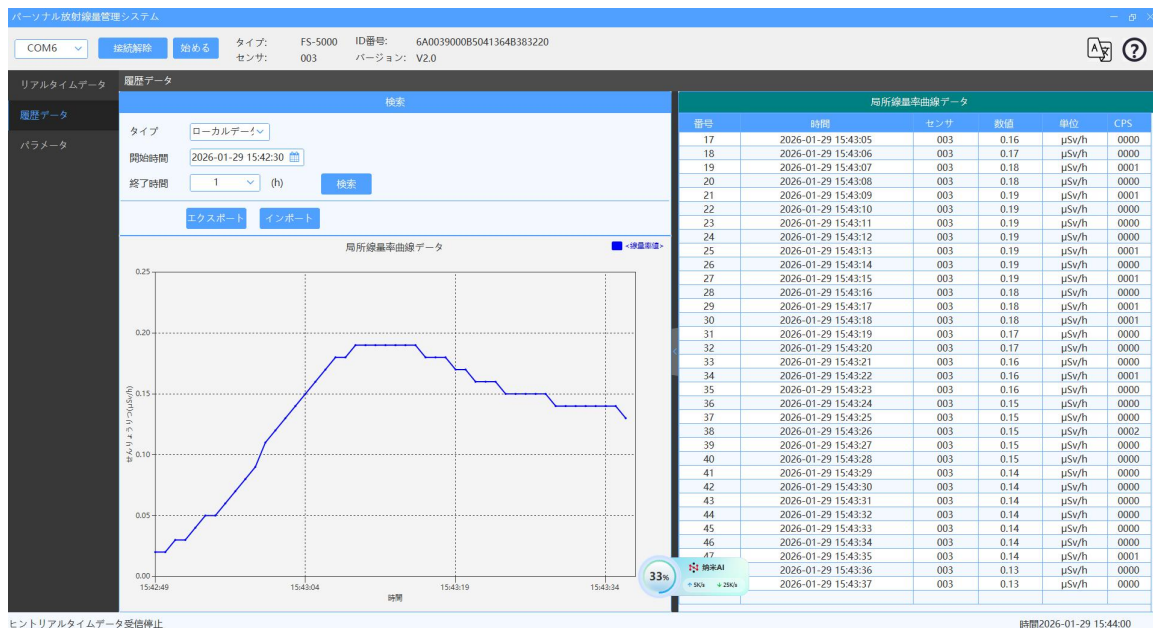 パーソナル放射線量管理システム
COM6 接続解除 始める タイプ: FS-5000 ID番号: 6A0039000B5041364B383220
センサ: 003 バージョン: V2.0
リアルタイムデータ
履歴データ
パラメータ
履歴データ
検索
タイプ ローカルデータ
開始時間 2026-01-29 15:42:30
終了時間 1 (h) 検索
エクスポート インポート
局所線量率曲線データ <線量率値>
0.25
0.20
0.15
0.10
0.05
0.00
せんりょうりつ(μSv/h)
15:42:49 15:43:04 15:43:19 15:43:34
時間
局所線量率曲線データ
番号 時間 センサ 数値 単位 CPS
17 2026-01-29 15:43:05 003 0.16 μSv/h 0000
18 2026-01-29 15:43:06 003 0.17 μSv/h 0000
19 2026-01-29 15:43:07 003 0.18 μSv/h 0001
20 2026-01-29 15:43:08 003 0.18 μSv/h 0000
21 2026-01-29 15:43:09 003 0.19 μSv/h 0001
22 2026-01-29 15:43:10 003 0.19 μSv/h 0000
23 2026-01-29 15:43:11 003 0.19 μSv/h 0000
24 2026-01-29 15:43:12 003 0.19 μSv/h 0000
25 2026-01-29 15:43:13 003 0.19 μSv/h 0001
26 2026-01-29 15:43:14 003 0.19 μSv/h 0000
27 2026-01-29 15:43:15 003 0.19 μSv/h 0001
28 2026-01-29 15:43:16 003 0.18 μSv/h 0000
29 2026-01-29 15:43:17 003 0.18 μSv/h 0001
30 2026-01-29 15:43:18 003 0.18 μSv/h 0001
31 2026-01-29 15:43:19 003 0.17 μSv/h 0000
32 2026-01-29 15:43:20 003 0.17 μSv/h 0000
33 2026-01-29 15:43:21 003 0.16 μSv/h 0000
34 2026-01-29 15:43:22 003 0.16 μSv/h 0001
35 2026-01-29 15:43:23 003 0.16 μSv/h 0000
36 2026-01-29 15:43:24 003 0.15 μSv/h 0000
37 2026-01-29 15:43:25 003 0.15 μSv/h 0000
38 2026-01-29 15:43:26 003 0.15 μSv/h 0002
39 2026-01-29 15:43:27 003 0.15 μSv/h 0000
40 2026-01-29 15:43:28 003 0.15 μSv/h 0000
41 2026-01-29 15:43:29 003 0.14 μSv/h 0000
42 2026-01-29 15:43:30 003 0.14 μSv/h 0000
43 2026-01-29 15:43:31 003 0.14 μSv/h 0000
44 2026-01-29 15:43:32 003 0.14 μSv/h 0000
45 2026-01-29 15:43:33 003 0.14 μSv/h 0000
46 2026-01-29 15:43:34 003 0.14 μSv/h 0000
47 2026-01-29 15:43:35 003 0.14 μSv/h 0001
2026-01-29 15:43:36 003 0.13 μSv/h 0000
2026-01-29 15:43:37 003 0.13 μSv/h 0000
33% 纳米AI
↑ 5K/s ↓ 25K/s
ヒントリアルタイムデータ受信停止 時間2026-01-29 15:44:00